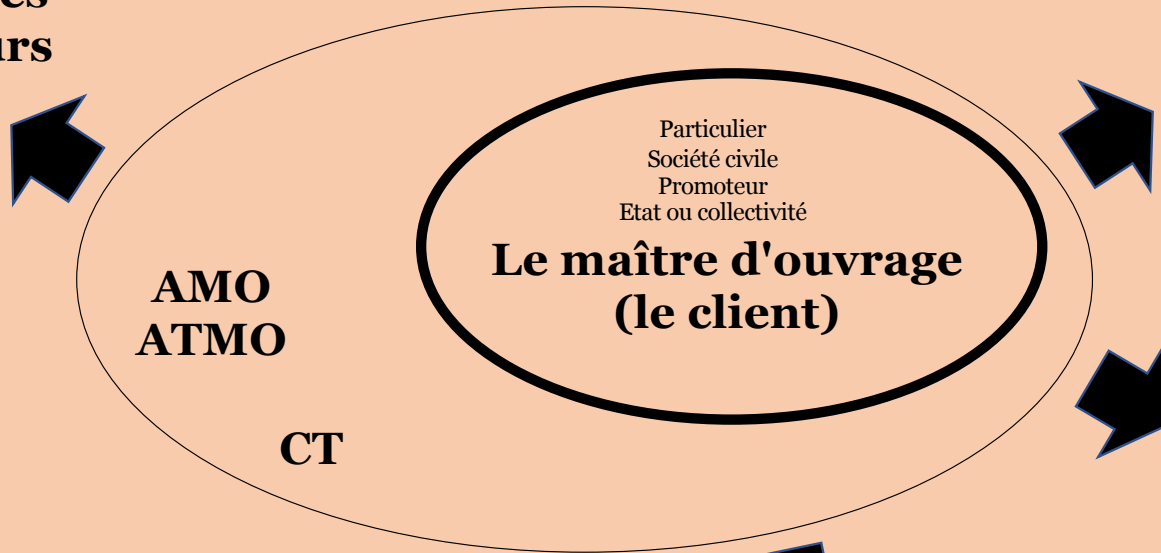 Particulier
Société civile
Promoteur
Etat ou collectivité
Le maître d'ouvrage
(le client)
AMO
ATMO
CT